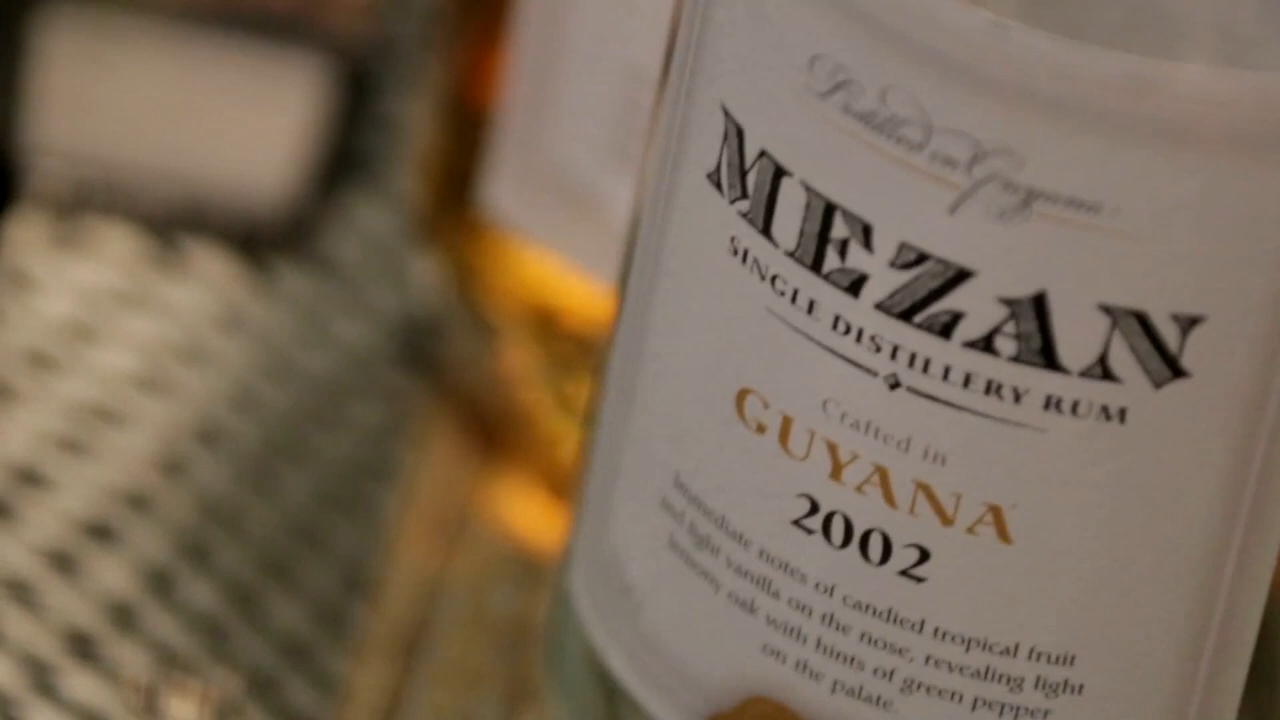 Distilled in Guyana
MEZAN
SINGLE DISTILLERY RUM
Crafted in
GUYANA
2002
Immediate notes of candied tropical fruit
and light vanilla on the nose, revealing light
lemony oak with hints of green pepper
on the palate.